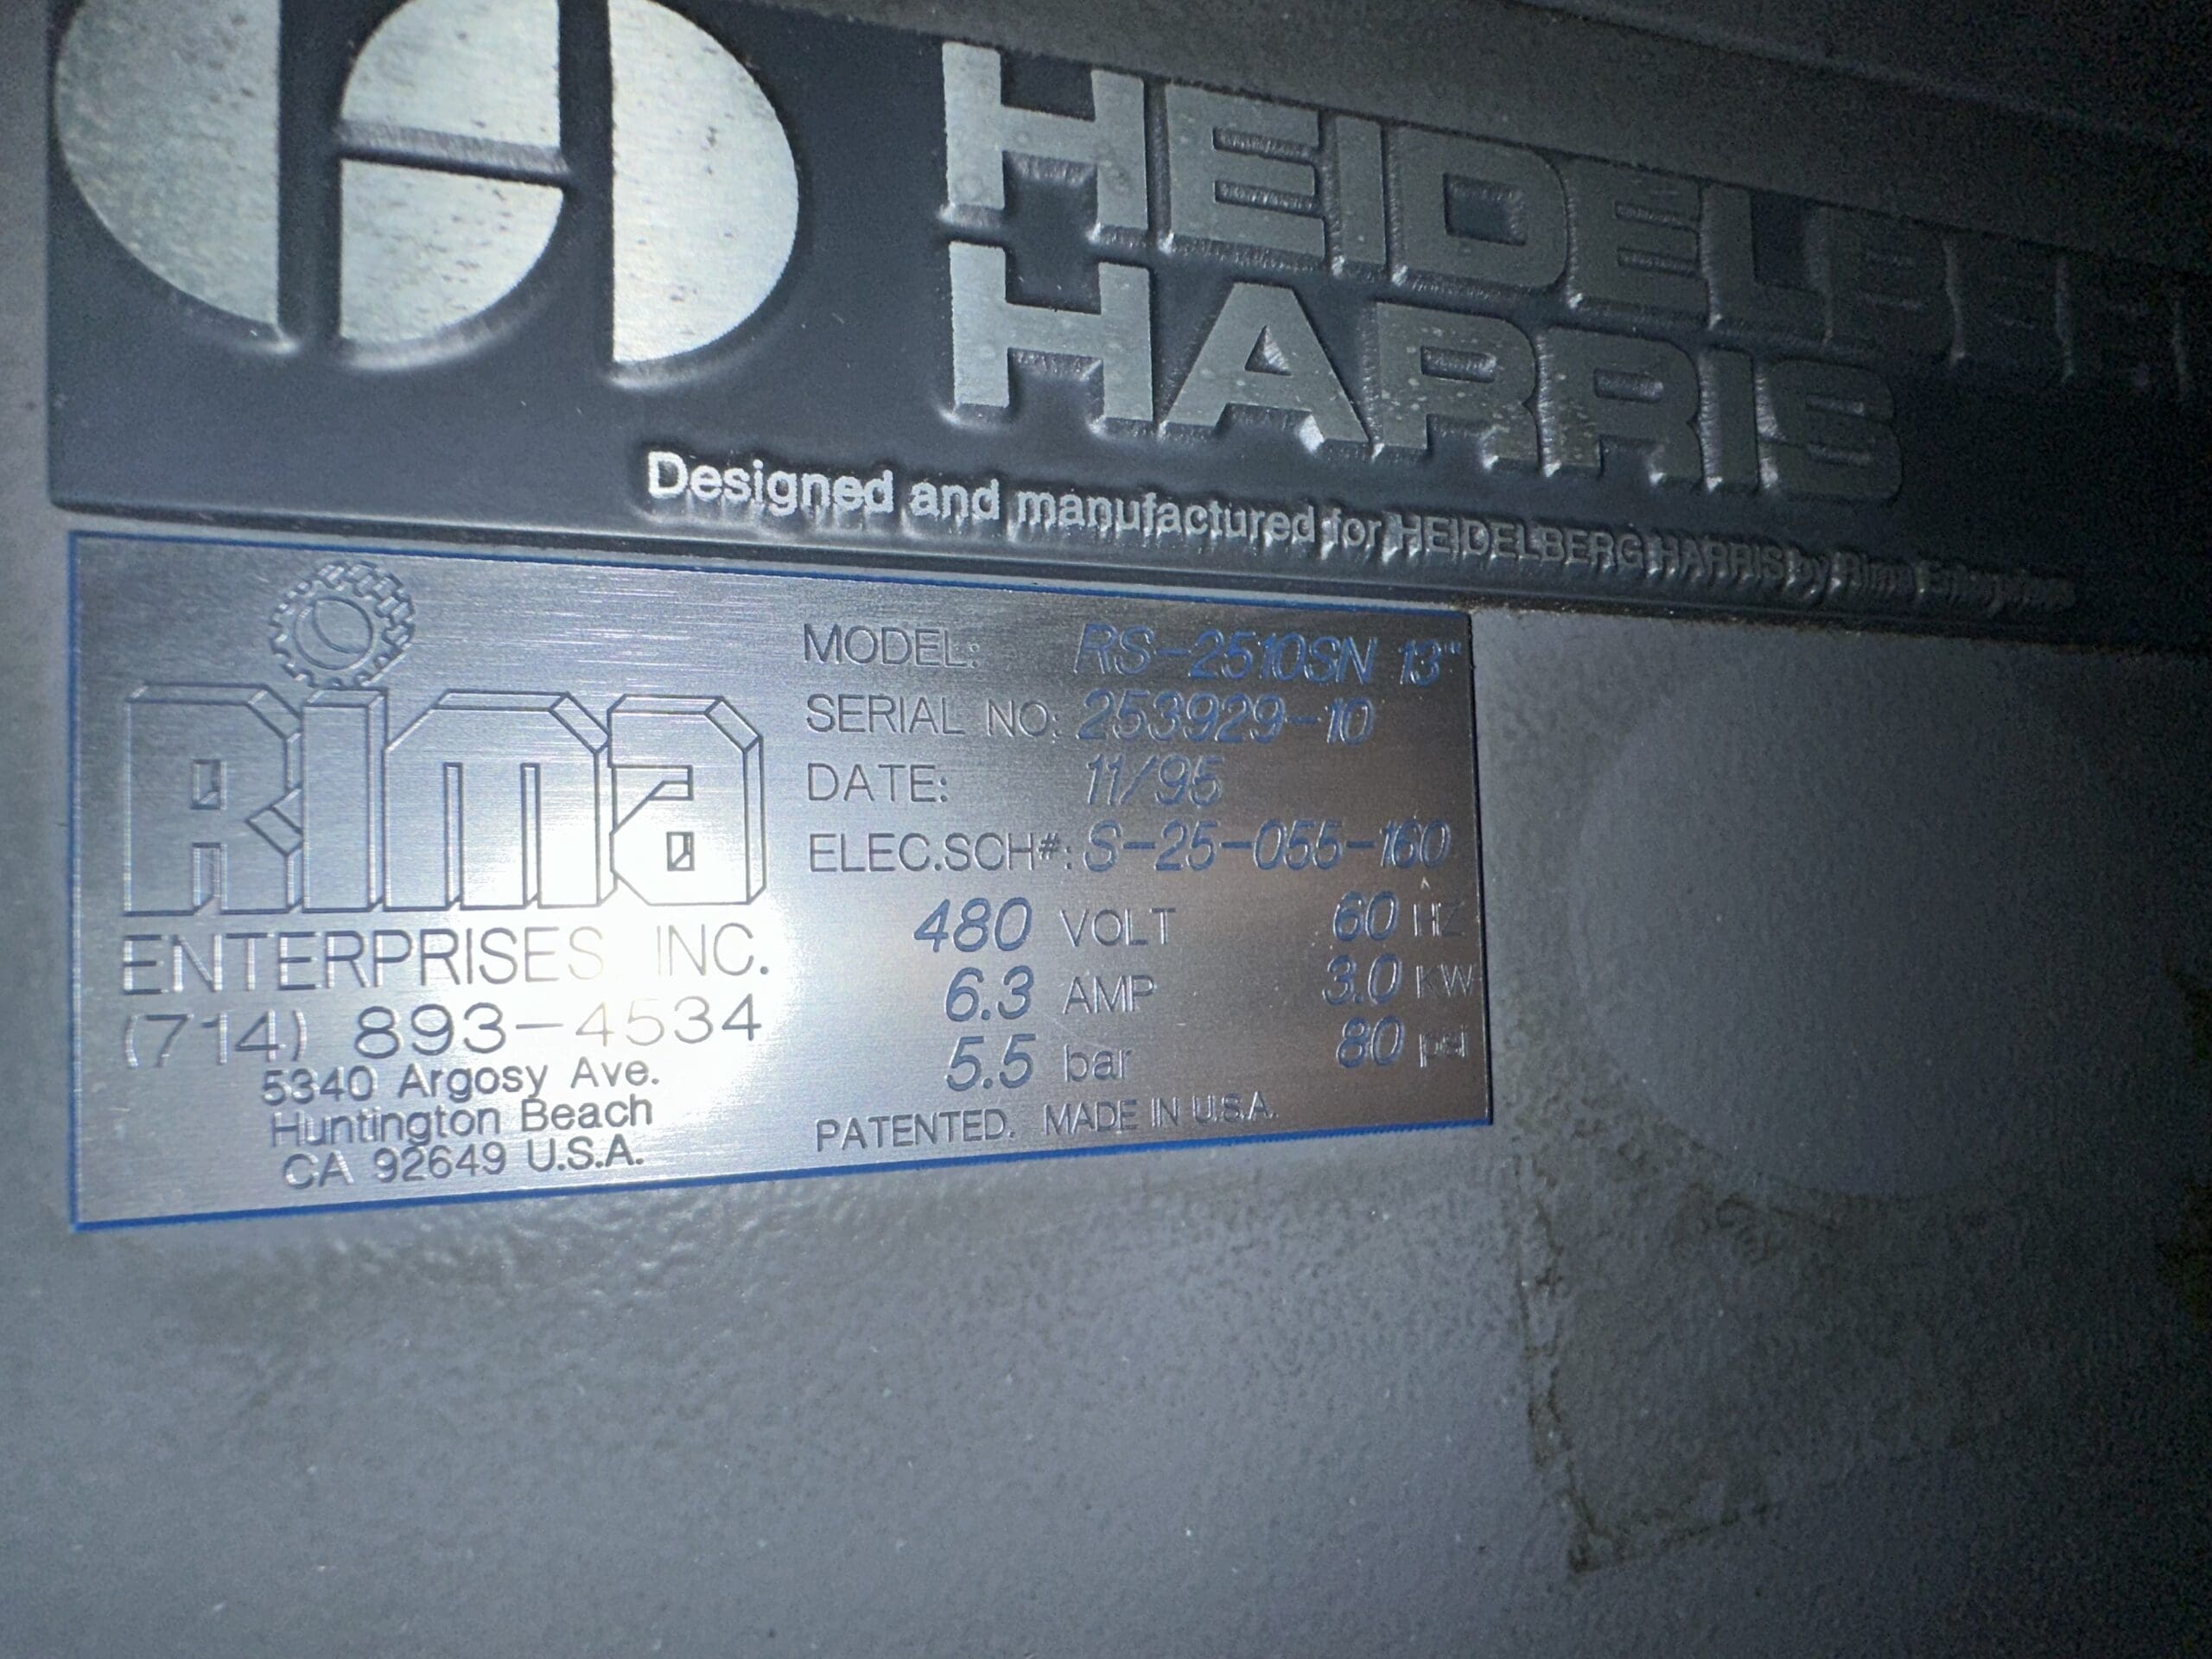 HEIDELBER
HARRIS
Designed and manufactured for HEIDELBERG HARRIS by Rima Enterprises
Rima
ENTERPRISES INC.
(714) 893-4534
5340 Argosy Ave.
Huntington Beach
CA 92649 U.S.A.
MODEL: RS-2510SN 13"
SERIAL NO: 253929-10
DATE: 11/95
ELEC.SCH#: S-25-055-160
480 VOLT 60 HZ
6.3 AMP 3.0 KW
5.5 bar 80 psi
PATENTED. MADE IN U.S.A.